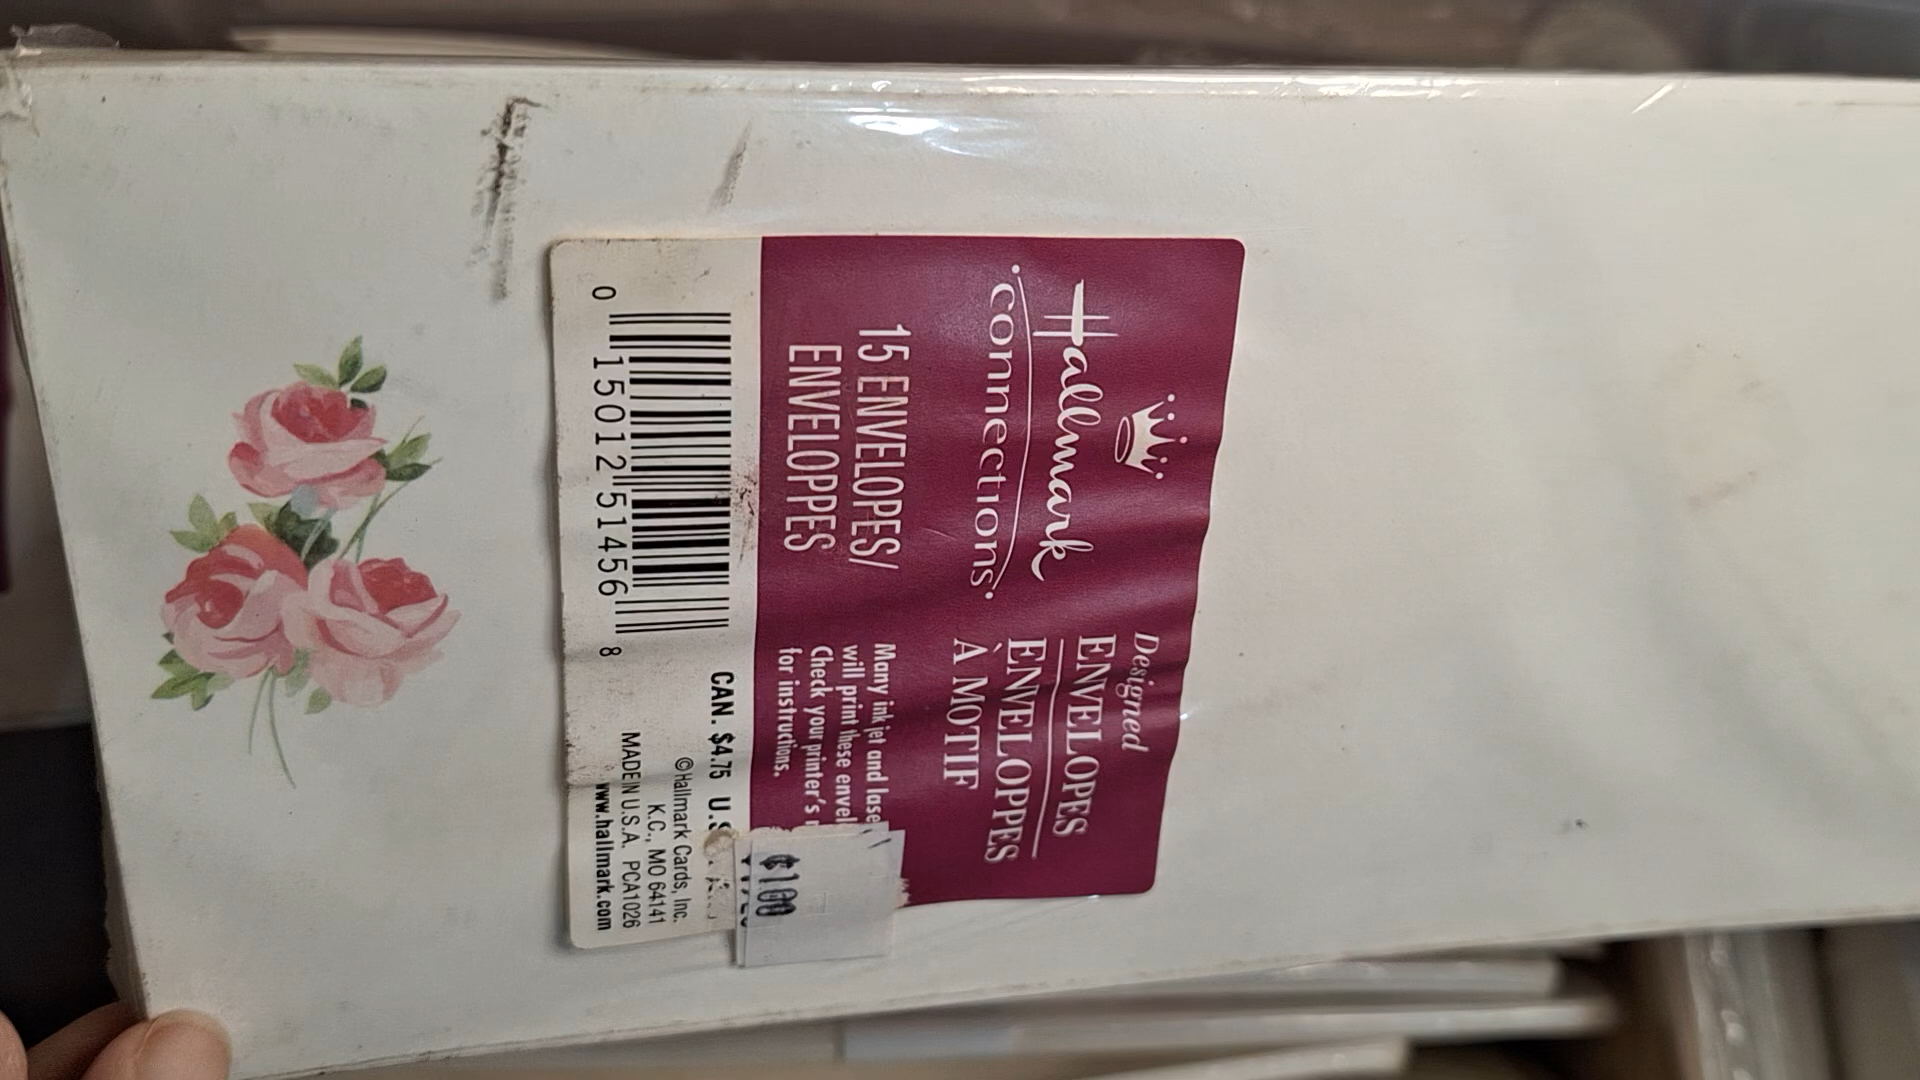 Hallmark
connections
15 ENVELOPES/
ENVELOPPES
Designed
ENVELOPES
ENVELOPPES
À MOTIF
Many ink jet and lase
will print these envel
Check your printer's
for instructions.
0 15012 51456 8
CAN. $4.75 U.S.
©Hallmark Cards, Inc.
K.C., MO 64141
MADE IN U.S.A. PCA1026
www.hallmark.com
$1.00